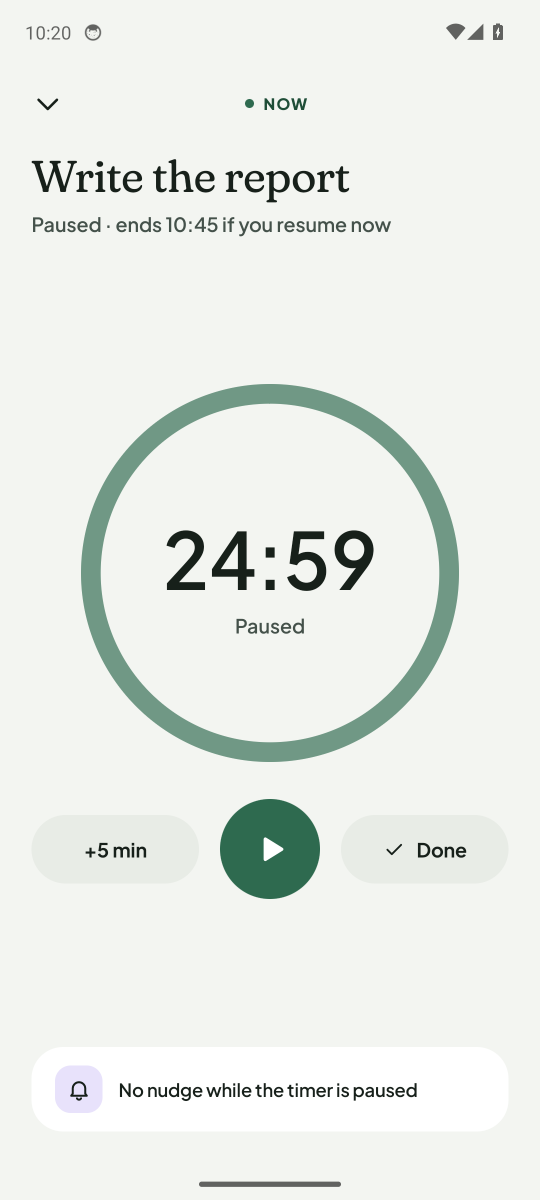 10:20
NOW
Write the report
Paused · ends 10:45 if you resume now
24:59
Paused
+5 min
Done
No nudge while the timer is paused